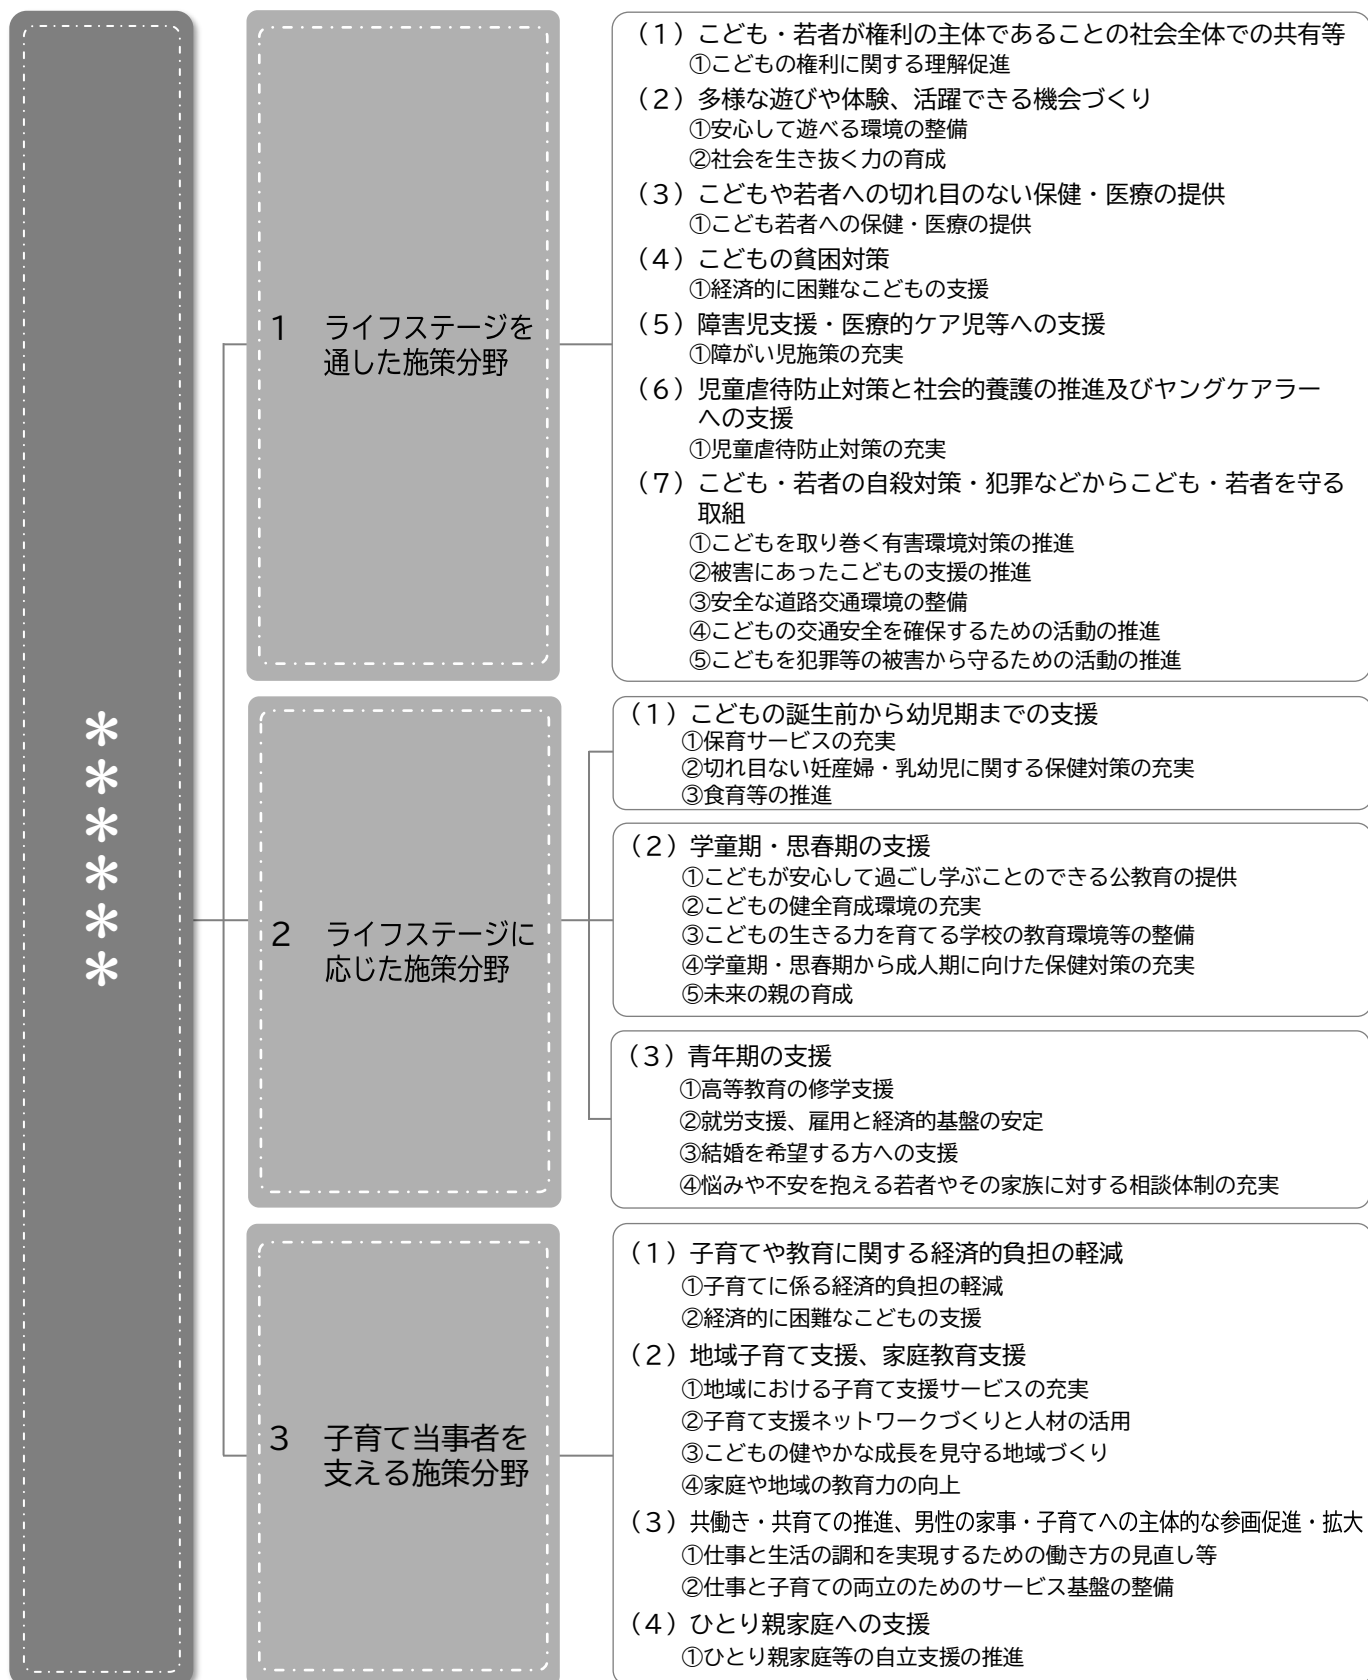 ＊＊＊＊＊＊
1　ライフステージを
通した施策分野
（1）こども・若者が権利の主体であることの社会全体での共有等
①こどもの権利に関する理解促進
（2）多様な遊びや体験、活躍できる機会づくり
①安心して遊べる環境の整備
②社会を生き抜く力の育成
（3）こどもや若者への切れ目のない保健・医療の提供
①こども若者への保健・医療の提供
（4）こどもの貧困対策
①経済的に困難なこどもの支援
（5）障害児支援・医療的ケア児等への支援
①障がい児施策の充実
（6）児童虐待防止対策と社会的養護の推進及びヤングケアラー
への支援
①児童虐待防止対策の充実
（7）こども・若者の自殺対策・犯罪などからこども・若者を守る
取組
①こどもを取り巻く有害環境対策の推進
②被害にあったこどもの支援の推進
③安全な道路交通環境の整備
④こどもの交通安全を確保するための活動の推進
⑤こどもを犯罪等の被害から守るための活動の推進
2　ライフステージに
応じた施策分野
（1）こどもの誕生前から幼児期までの支援
①保育サービスの充実
②切れ目ない妊産婦・乳幼児に関する保健対策の充実
③食育等の推進
（2）学童期・思春期の支援
①こどもが安心して過ごし学ぶことのできる公教育の提供
②こどもの健全育成環境の充実
③こどもの生きる力を育てる学校の教育環境等の整備
④学童期・思春期から成人期に向けた保健対策の充実
⑤未来の親の育成
（3）青年期の支援
①高等教育の修学支援
②就労支援、雇用と経済的基盤の安定
③結婚を希望する方への支援
④悩みや不安を抱える若者やその家族に対する相談体制の充実
3　子育て当事者を
支える施策分野
（1）子育てや教育に関する経済的負担の軽減
①子育てに係る経済的負担の軽減
②経済的に困難なこどもの支援
（2）地域子育て支援、家庭教育支援
①地域における子育て支援サービスの充実
②子育て支援ネットワークづくりと人材の活用
③こどもの健やかな成長を見守る地域づくり
④家庭や地域の教育力の向上
（3）共働き・共育ての推進、男性の家事・子育てへの主体的な参画促進・拡大
①仕事と生活の調和を実現するための働き方の見直し等
②仕事と子育ての両立のためのサービス基盤の整備
（4）ひとり親家庭への支援
①ひとり親家庭等の自立支援の推進